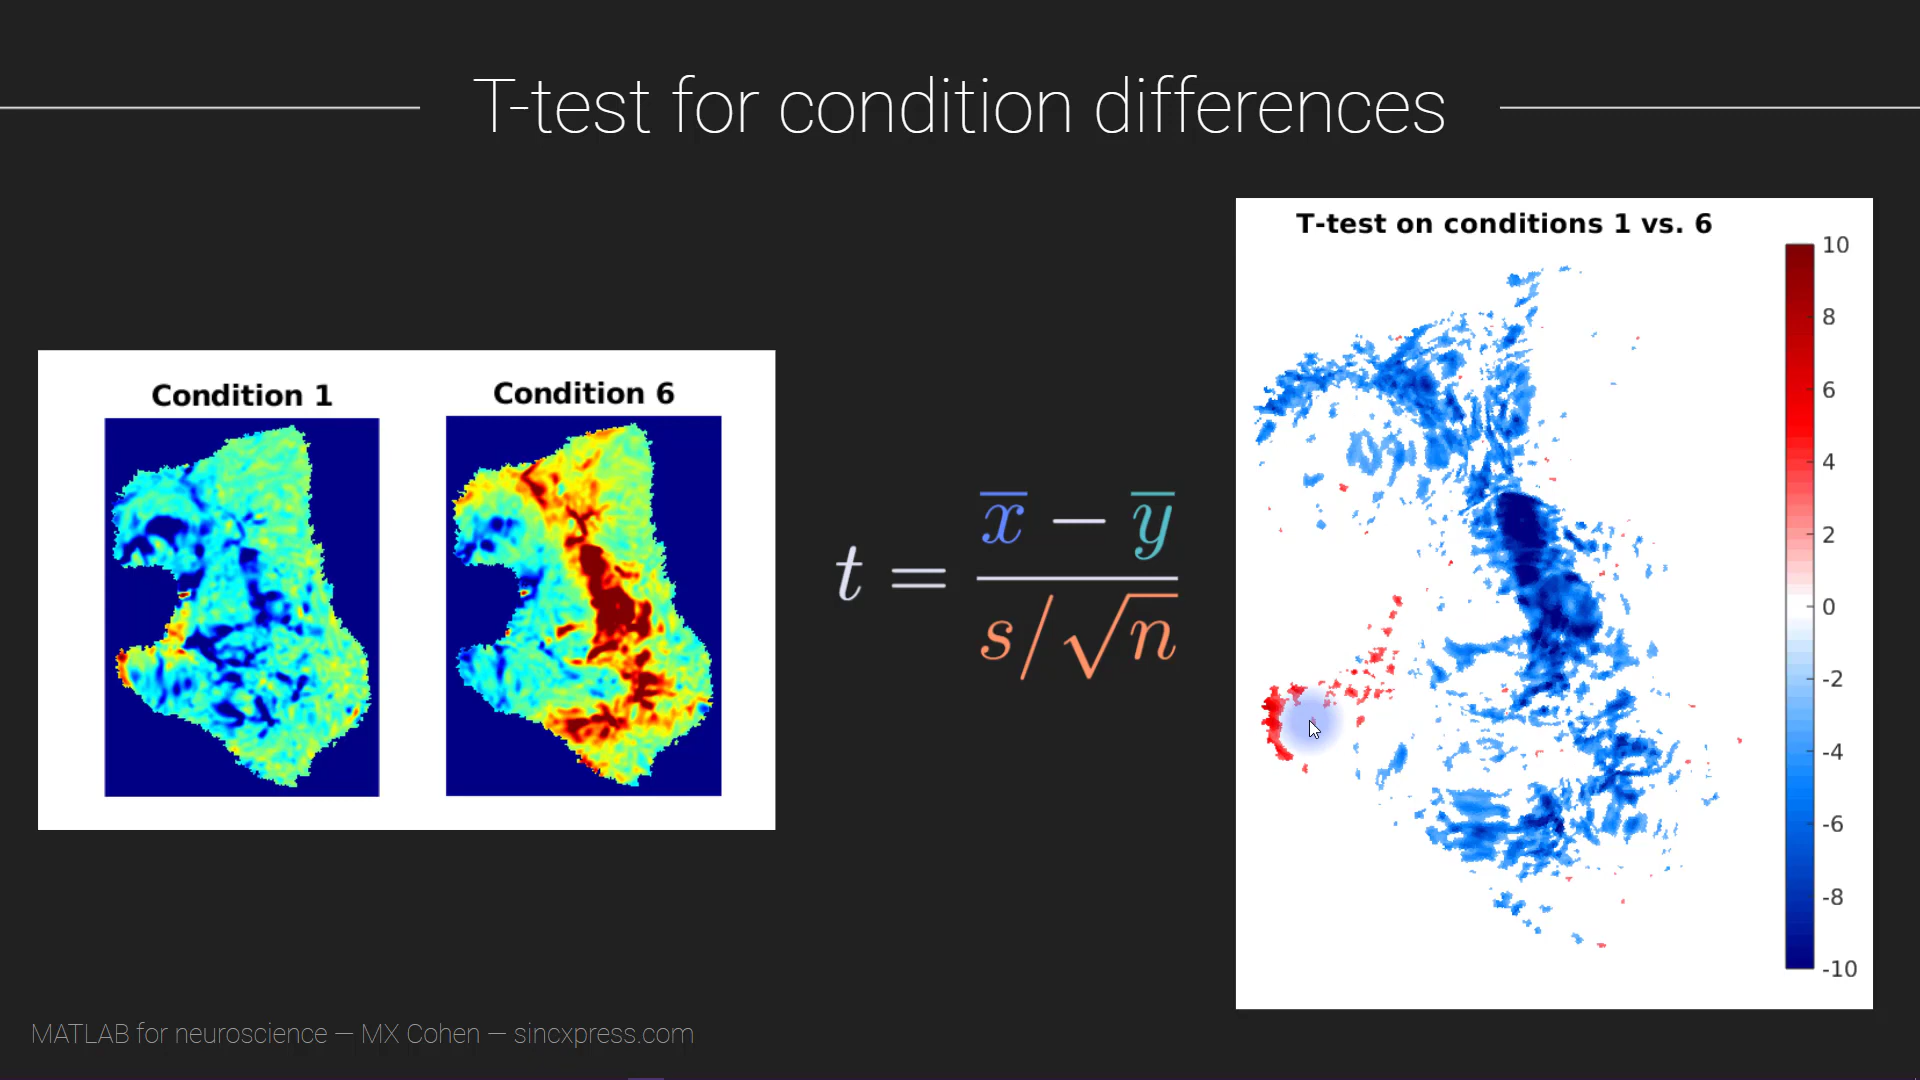 T-test for condition differences
Condition 1
Condition 6
t = x̅ − y̅ / s/√n
T-test on conditions 1 vs. 6
10
8
6
4
2
0
-2
-4
-6
-8
-10
MATLAB for neuroscience — MX Cohen — sincxpress.com